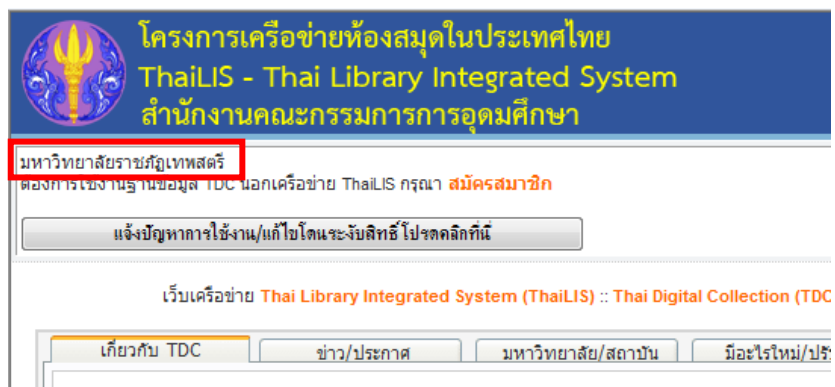 โครงการเครือข่ายห้องสมุดในประเทศไทย
ThaiLIS - Thai Library Integrated System
สำนักงานคณะกรรมการการอุดมศึกษา
มหาวิทยาลัยราชภัฏเทพสตรี
ต้องการใช้งานฐานข้อมูล TDC นอกเครือข่าย ThaiLIS กรุณา สมัครสมาชิก
แจ้งปัญหาการใช้งาน/แก้ไขโดนระงับสิทธิ์ โปรดคลิกที่นี่
เว็บเครือข่าย Thai Library Integrated System (ThaiLIS) :: Thai Digital Collection (TDC
เกี่ยวกับ TDC ข่าว/ประกาศ มหาวิทยาลัย/สถาบัน มีอะไรใหม่/ปรั